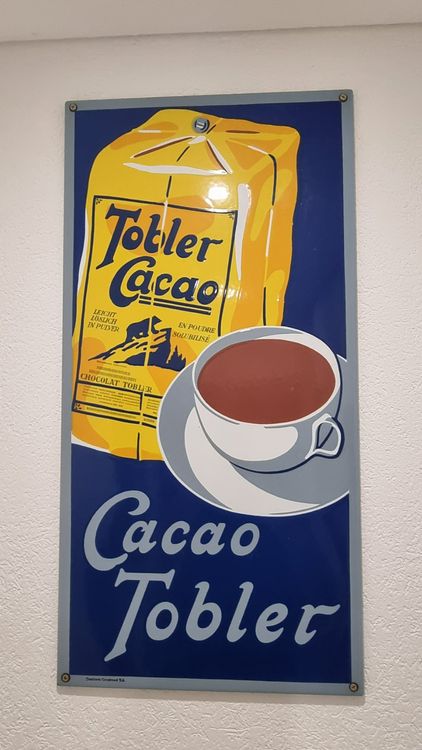 Tobler
Cacao
LEICHT
LÖSLICH
IN PULVER
EN POUDRE
SOLUBILISÉ
CHOCOLAT TOBLER
Cacao
Tobler